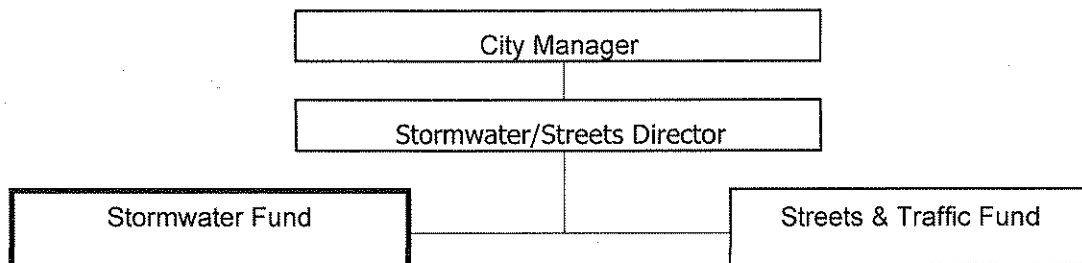 City Manager
Stormwater/Streets Director
Stormwater Fund
Streets & Traffic Fund